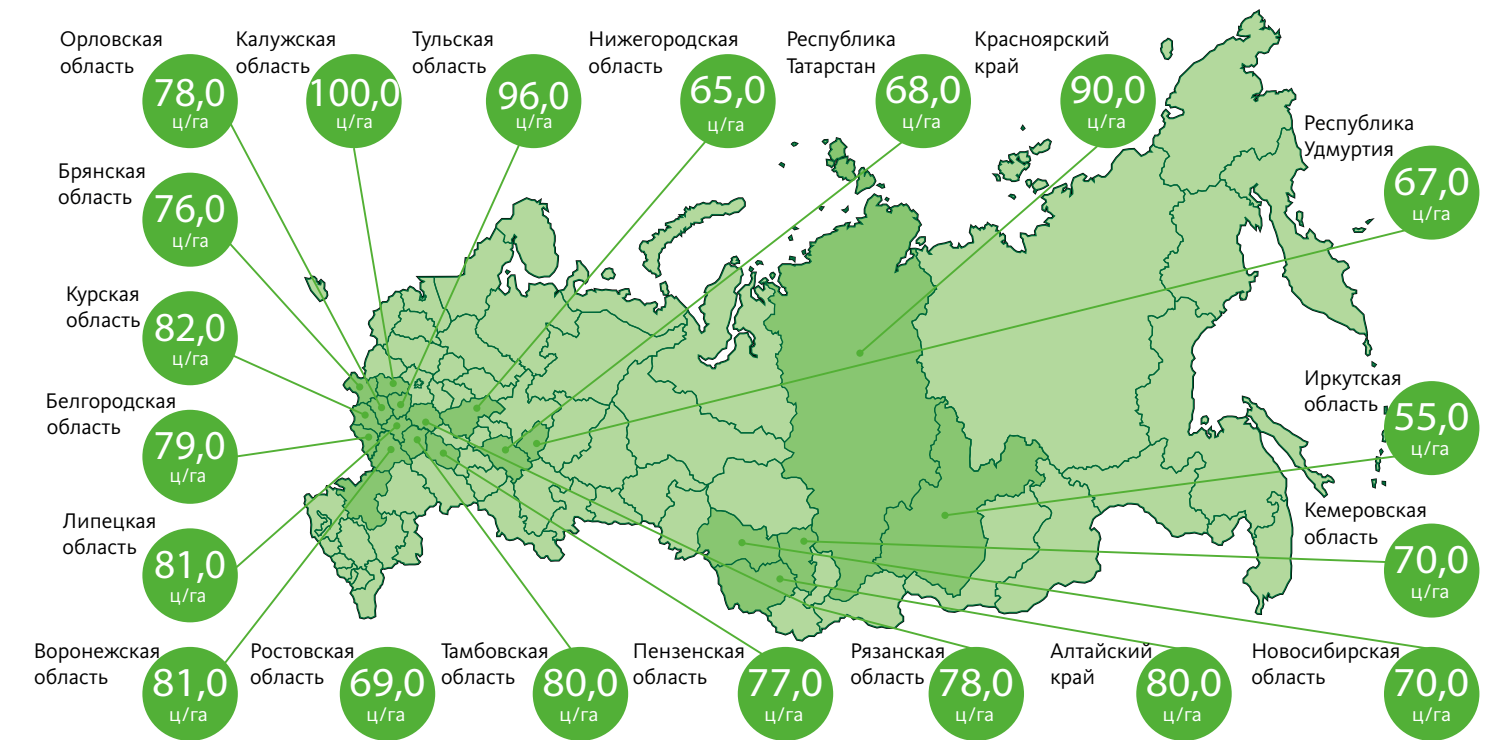 Орловская
область
78,0
ц/га
Калужская
область
100,0
ц/га
Тульская
область
96,0
ц/га
Нижегородская
область
65,0
ц/га
Республика
Татарстан
68,0
ц/га
Красноярский
край
90,0
ц/га
Республика
Удмуртия
67,0
ц/га
Брянская
область
76,0
ц/га
Курская
область
82,0
ц/га
Белгородская
область
79,0
ц/га
Иркутская
область
55,0
ц/га
Липецкая
область
81,0
ц/га
Кемеровская
область
70,0
ц/га
Воронежская
область
81,0
ц/га
Ростовская
область
69,0
ц/га
Тамбовская
область
80,0
ц/га
Пензенская
область
77,0
ц/га
Рязанская
область
78,0
ц/га
Алтайский
край
80,0
ц/га
Новосибирская
область
70,0
ц/га